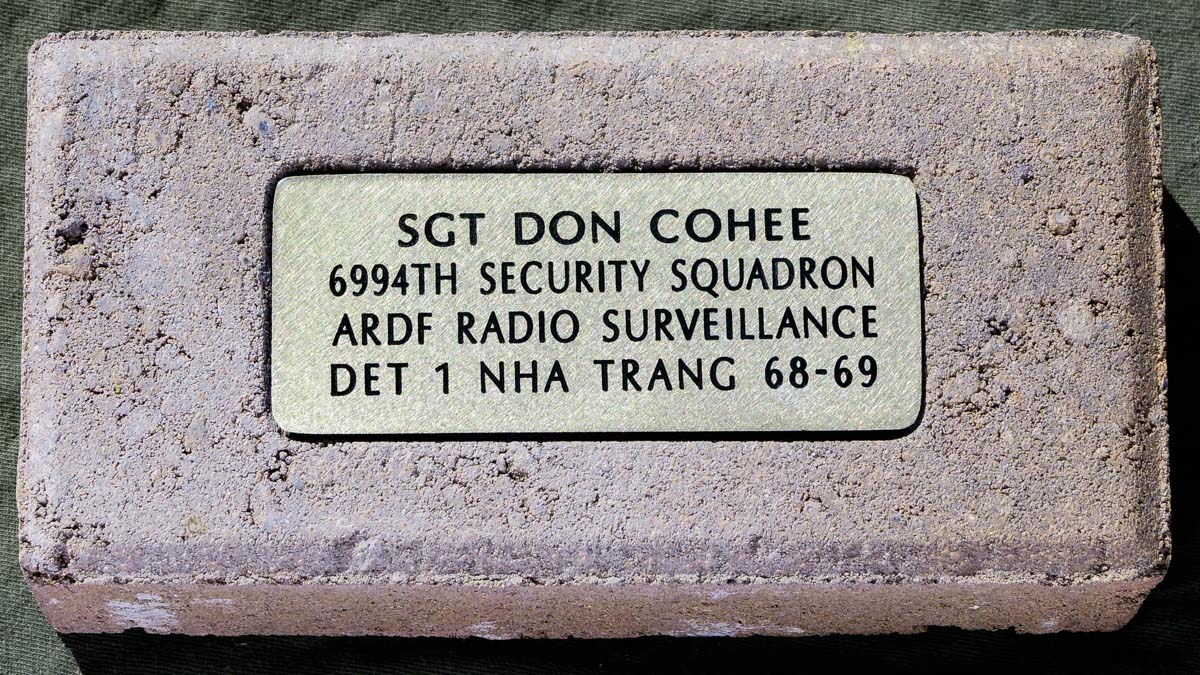 SGT DON COHEE
6994TH SECURITY SQUADRON
ARDF RADIO SURVEILLANCE
DET 1 NHA TRANG 68-69